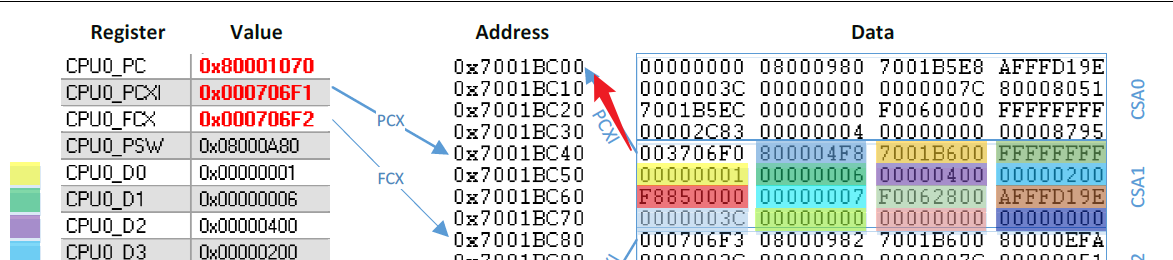 Register Value Address Data
CPU0_PC 0x80001070 0x7001BC00 00000000 08000980 7001B5E8 AFFFD19E
CPU0_PCXI 0x000706F1 0x7001BC10 0000003C 00000000 0000007C 80008051
CPU0_FCX 0x000706F2 PCX 0x7001BC20 7001B5EC 00000000 F0060000 FFFFFFFF CSA0
CPU0_PSW 0x08000A80 0x7001BC30 PCXI 00002C83 00000004 00000000 00008795
0x7001BC40 003706F0 800004F8 7001B600 FFFFFFFF
CPU0_D0 0x00000001 FCX 0x7001BC50 00000001 00000006 00000400 00000200
CPU0_D1 0x00000006 0x7001BC60 F8850000 00000007 F0062800 AFFFD19E CSA1
CPU0_D2 0x00000400 0x7001BC70 0000003C 00000000 00000000 00000000
CPU0_D3 0x00000200 0x7001BC80 000706F3 08000982 7001B600 80000EFA
2